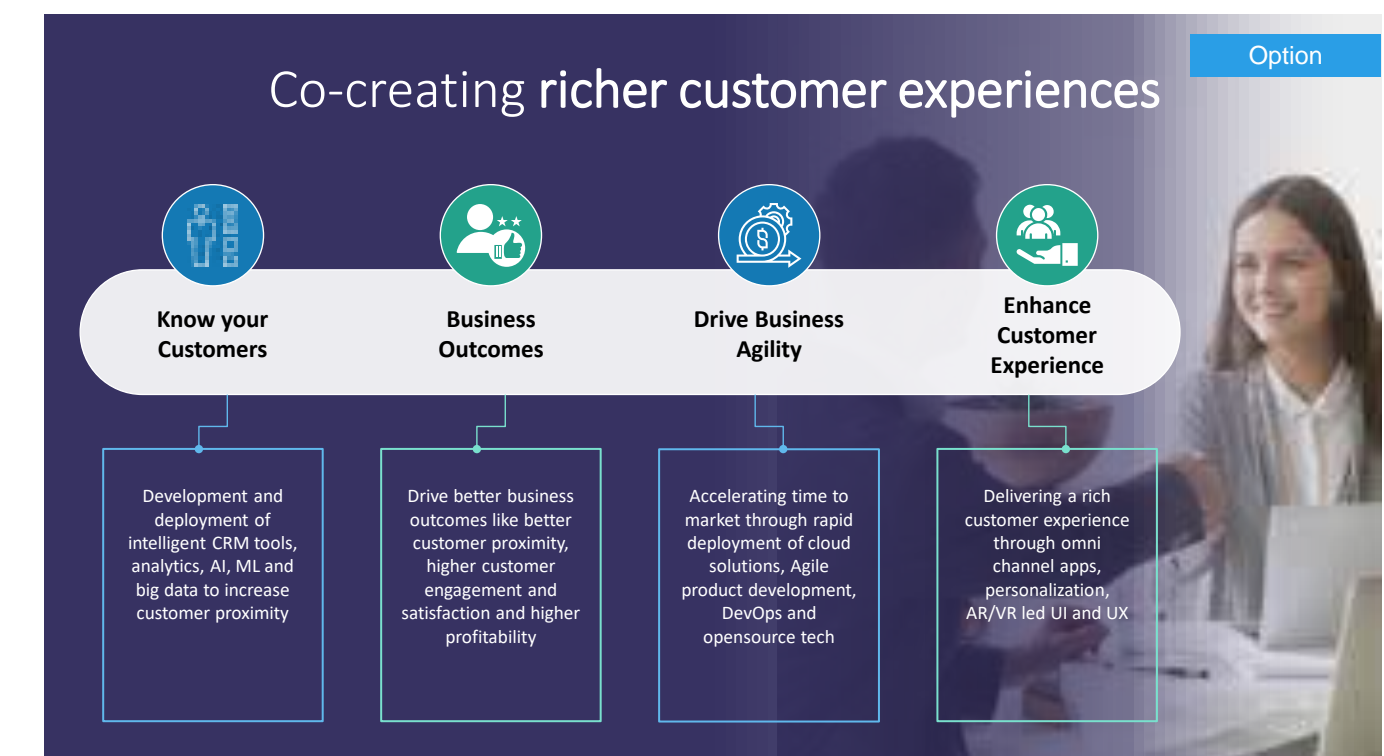 Option
Co-creating richer customer experiences
Know your
Customers
Business
Outcomes
Drive Business
Agility
Enhance
Customer
Experience
Development and
deployment of
intelligent CRM tools,
analytics, AI, ML and
big data to increase
customer proximity
Drive better business
outcomes like better
customer proximity,
higher customer
engagement and
satisfaction and higher
profitability
Accelerating time to
market through rapid
deployment of cloud
solutions, Agile
product development,
DevOps and
opensource tech
Delivering a rich
customer experience
through omni
channel apps,
personalization,
AR/VR led UI and UX